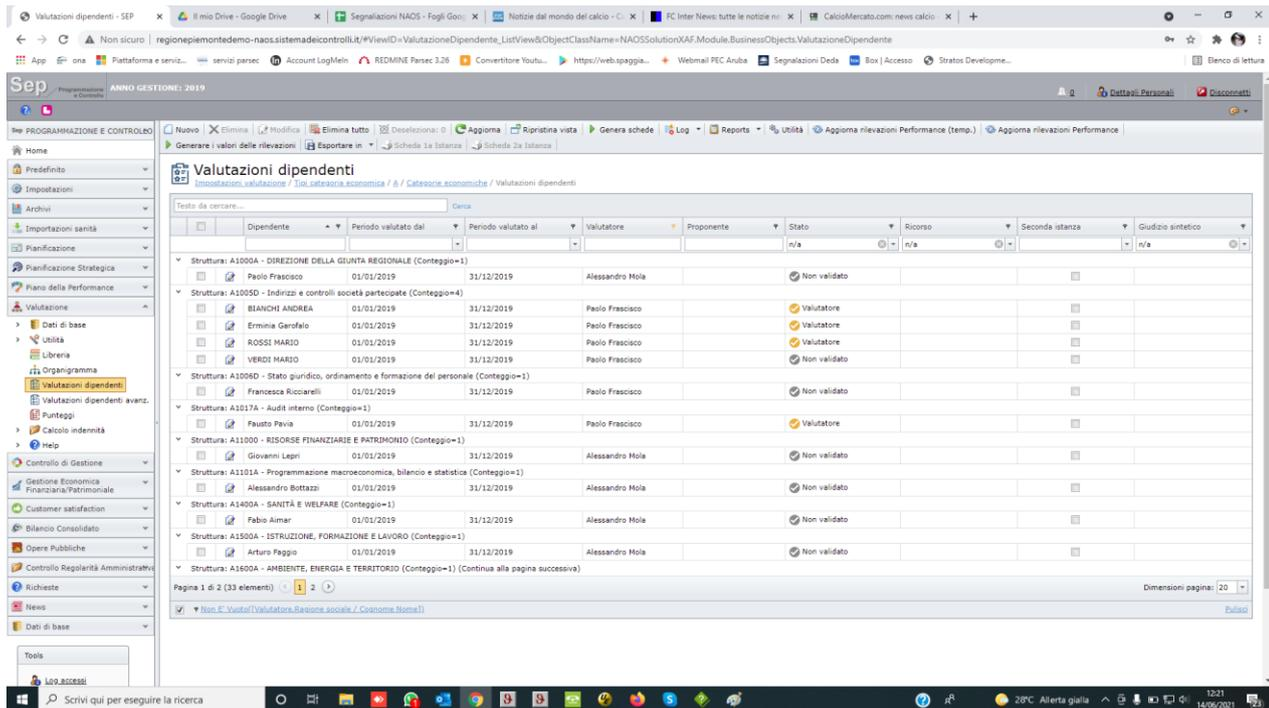 Valutazioni dipendenti - SEP
Il mio Drive - Google Drive
Segnaliazioni NAOS - Fogli Goog
Notizie dal mondo del calcio - C
FC Inter News: tutte le notizie ne
CalcioMercato.com: news calcio
Non sicuro | regionepiemontedemo-naos.sistemadeicontrolli.it/#ViewID=ValutazioneDipendente_ListView&ObjectClassName=NAOSSolutionXAF.Module.BusinessObjects.ValutazioneDipendente
App ona Piattaforma e serviz... servizi parsec Account LogMeIn REDMINE Parsec 3.26 Convertitore Youtu... https://web.spaggia... Webmail PEC Aruba Segnalazioni Deda Box | Accesso Stratos Developme... Elenco di lettura
Sep Programmazione e Controllo ANNO GESTIONE: 2019 0 Dettagli Personali Disconnetti
Sep PROGRAMMAZIONE E CONTROLLO
Nuovo Elimina Modifica Elimina tutto Deseleziona: 0 Aggiorna Ripristina vista Genera schede Log Reports Utilità Aggiorna rilevazioni Performance (temp.) Aggiorna rilevazioni Performance
Generare i valori delle rilevazioni Esportare in Scheda 1a Istanza Scheda 2a Istanza
Home
Predefinito
Impostazioni
Archivi
Importazioni sanità
Pianificazione
Pianificazione Strategica
Piano della Performance
Valutazione
Dati di base
Utilità
Libreria
Organigramma
Valutazioni dipendenti
Valutazioni dipendenti avanz.
Punteggi
Calcolo indennità
Help
Controllo di Gestione
Gestione Economica
Finanziaria/Patrimoniale
Customer satisfaction
Bilancio Consolidato
Opere Pubbliche
Controllo Regolarità Amministrativa
Richieste
News
Dati di base
Tools
Log accessi
Valutazioni dipendenti
Impostazioni valutazione / Tipi categoria economica / A / Categorie economiche / Valutazioni dipendenti
Testo da cercare... Cerca
Dipendente Periodo valutato dal Periodo valutato al Valutatore Proponente Stato Ricorso Seconda istanza Giudizio sintetico
n/a n/a n/a
Struttura: A1000A - DIREZIONE DELLA GIUNTA REGIONALE (Conteggio=1)
Paolo Frascisco 01/01/2019 31/12/2019 Alessandro Mola Non validato
Struttura: A1005D - Indirizzi e controlli società partecipate (Conteggio=4)
BIANCHI ANDREA 01/01/2019 31/12/2019 Paolo Frascisco Valutatore
Erminia Garofalo 01/01/2019 31/12/2019 Paolo Frascisco Valutatore
ROSSI MARIO 01/01/2019 31/12/2019 Paolo Frascisco Valutatore
VERDI MARIO 01/01/2019 31/12/2019 Paolo Frascisco Non validato
Struttura: A1006D - Stato giuridico, ordinamento e formazione del personale (Conteggio=1)
Francesca Ricciarelli 01/01/2019 31/12/2019 Paolo Frascisco Non validato
Struttura: A1017A - Audit interno (Conteggio=1)
Fausto Pavia 01/01/2019 31/12/2019 Paolo Frascisco Valutatore
Struttura: A11000 - RISORSE FINANZIARIE E PATRIMONIO (Conteggio=1)
Giovanni Lepri 01/01/2019 31/12/2019 Alessandro Mola Non validato
Struttura: A1101A - Programmazione macroeconomica, bilancio e statistica (Conteggio=1)
Alessandro Bottazzi 01/01/2019 31/12/2019 Alessandro Mola Non validato
Struttura: A1400A - SANITÀ E WELFARE (Conteggio=1)
Fabio Aimar 01/01/2019 31/12/2019 Alessandro Mola Non validato
Struttura: A1500A - ISTRUZIONE, FORMAZIONE E LAVORO (Conteggio=1)
Arturo Faggio 01/01/2019 31/12/2019 Alessandro Mola Non validato
Struttura: A1600A - AMBIENTE, ENERGIA E TERRITORIO (Conteggio=1) (Continua alla pagina successiva)
Pagina 1 di 2 (33 elementi) 1 2 Dimensioni pagina: 20
Non E' Vuoto([Valutatore.Ragione sociale / Cognome Nome]) Pulisci
Scrivi qui per eseguire la ricerca 28°C Allerta gialla 12:21
14/06/2021